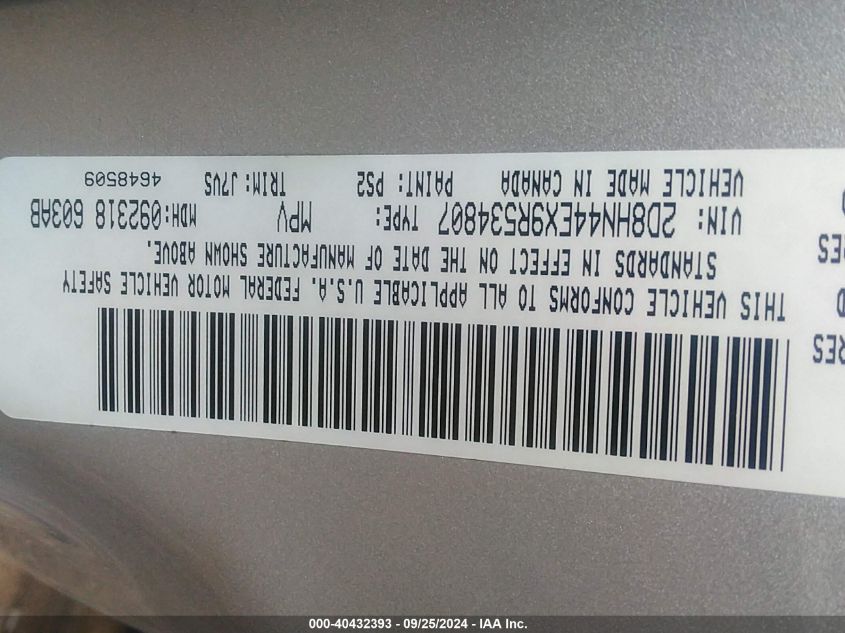 THIS VEHICLE CONFORMS TO ALL APPLICABLE U.S.A. FEDERAL MOTOR VEHICLE SAFETY
STANDARDS IN EFFECT ON THE DATE OF MANUFACTURE SHOWN ABOVE.
VIN: 2D8HN44EX9R534807 TYPE: MPV MDH:092318 603AB
VEHICLE MADE IN CANADA PAINT: PS2 TRIM: J7VS 4648509
000-40432393 - 09/25/2024 - IAA Inc.